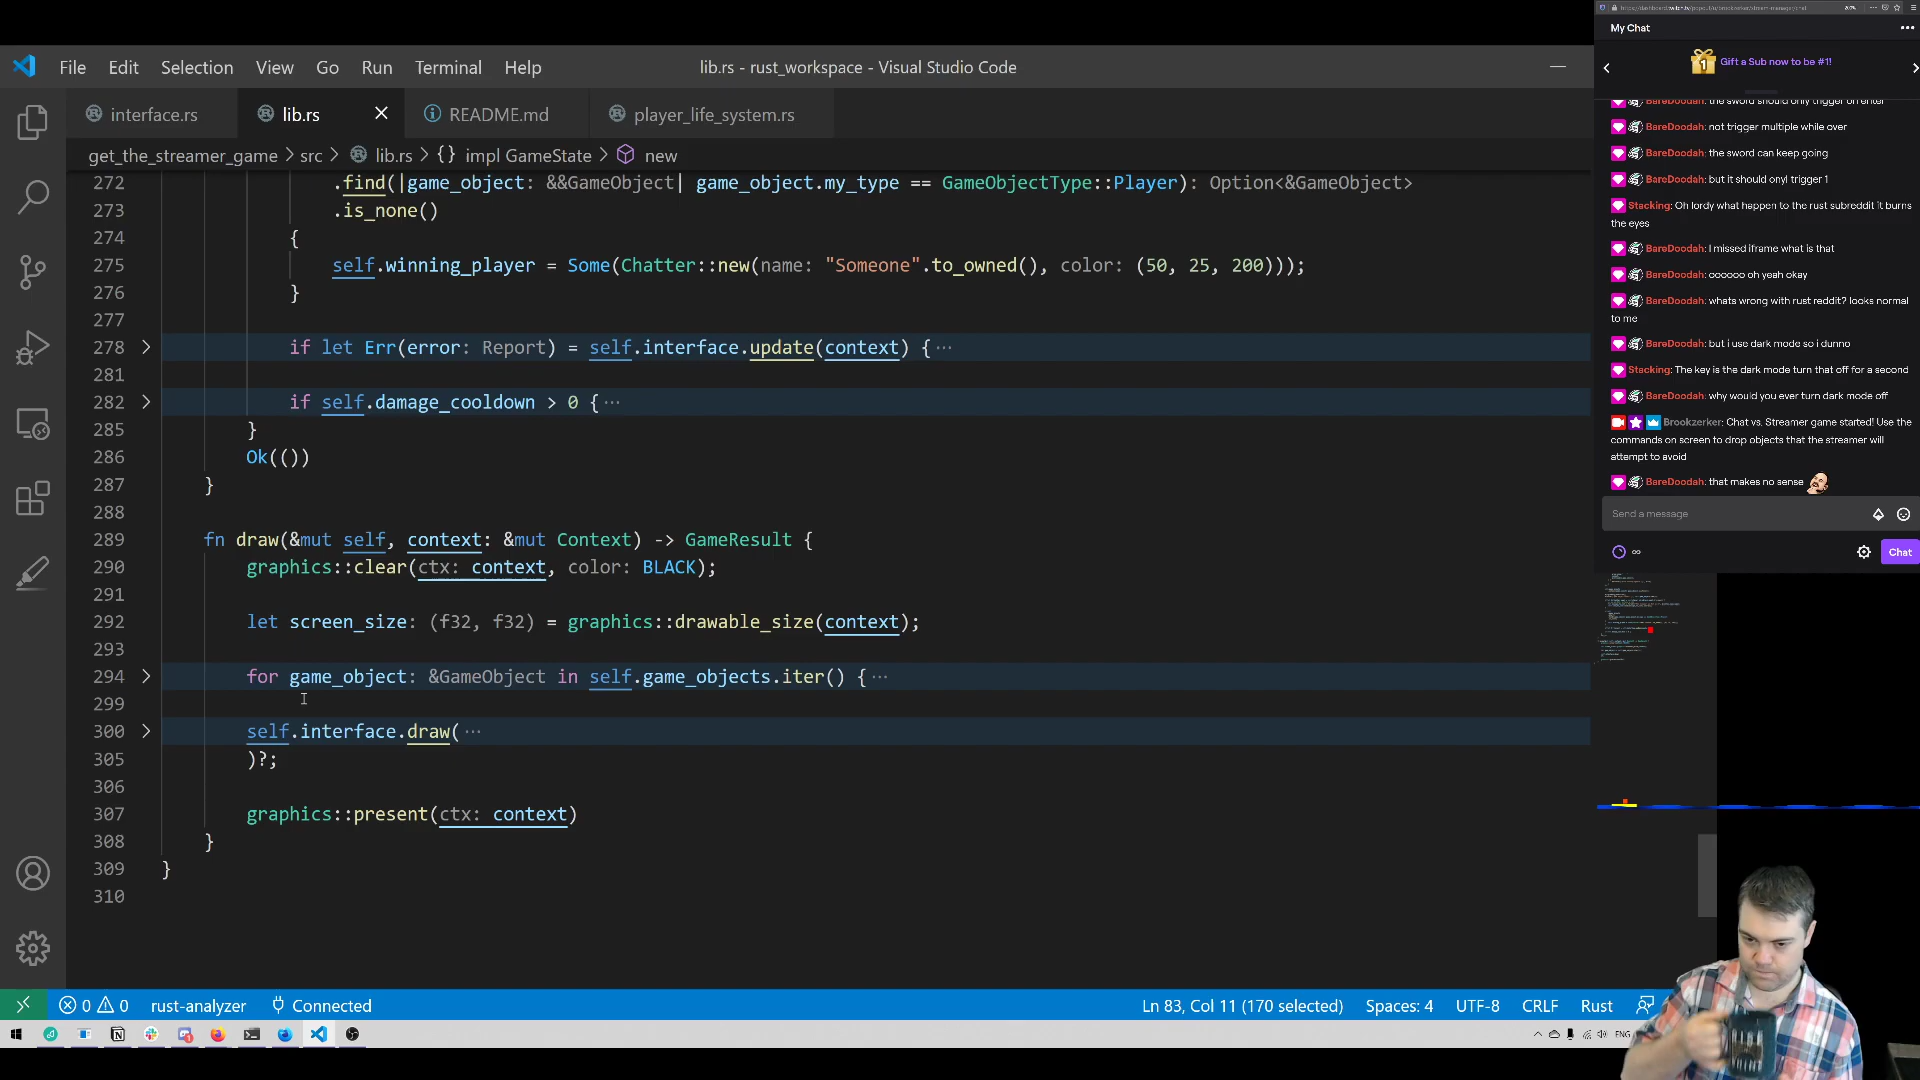 File Edit Selection View Go Run Terminal Help
lib.rs - rust_workspace - Visual Studio Code
interface.rs
lib.rs
README.md
player_life_system.rs
get_the_streamer_game > src > lib.rs > {} impl GameState > new
272 .find(|game_object: &&GameObject| game_object.my_type == GameObjectType::Player): Option<&GameObject>
273 .is_none()
274 {
275 self.winning_player = Some(Chatter::new(name: "Someone".to_owned(), color: (50, 25, 200)));
276 }
277
278 if let Err(error: Report) = self.interface.update(context) {…
281
282 if self.damage_cooldown > 0 {…
285 }
286 Ok(())
287 }
288
289 fn draw(&mut self, context: &mut Context) -> GameResult {
290 graphics::clear(ctx: context, color: BLACK);
291
292 let screen_size: (f32, f32) = graphics::drawable_size(context);
293
294 for game_object: &GameObject in self.game_objects.iter() {…
299
300 self.interface.draw(…
305 )?;
306
307 graphics::present(ctx: context)
308 }
309 }
310
0 0 rust-analyzer Connected
Ln 83, Col 11 (170 selected) Spaces: 4 UTF-8 CRLF Rust
ENG
My Chat
1
Gift a Sub now to be #1!
BareDoodah: the sword should only trigger on enter
BareDoodah: not trigger multiple while over
BareDoodah: the sword can keep going
BareDoodah: but it should onyl trigger 1
Stacking: Oh lordy what happen to the rust subreddit it burns
the eyes
BareDoodah: I missed iframe what is that
BareDoodah: oooooo oh yeah okay
BareDoodah: whats wrong with rust reddit? looks normal
to me
BareDoodah: but i use dark mode so i dunno
Stacking: The key is the dark mode turn that off for a second
BareDoodah: why would you ever turn dark mode off
Brookzerker: Chat vs. Streamer game started! Use the
commands on screen to drop objects that the streamer will
attempt to avoid
BareDoodah: that makes no sense
Send a message
∞
Chat